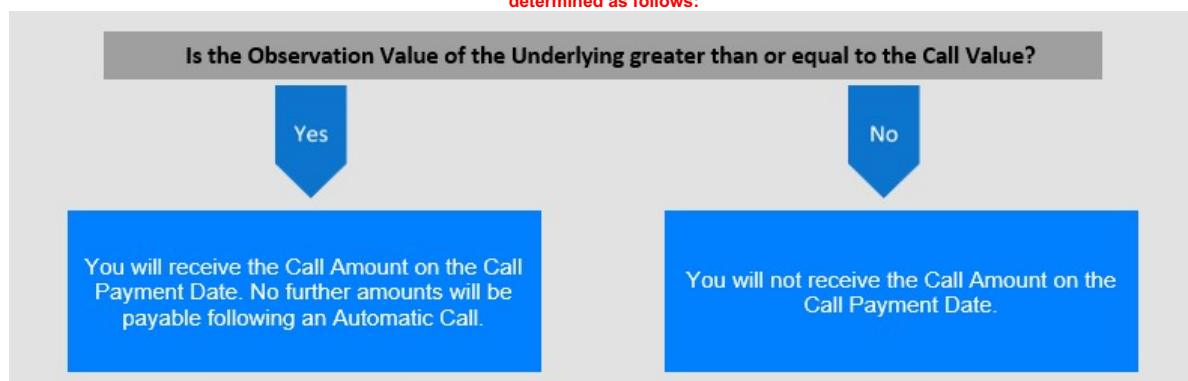 determined as follows:
Is the Observation Value of the Underlying greater than or equal to the Call Value?
Yes
No
You will receive the Call Amount on the Call
Payment Date. No further amounts will be
payable following an Automatic Call.
You will not receive the Call Amount on the
Call Payment Date.